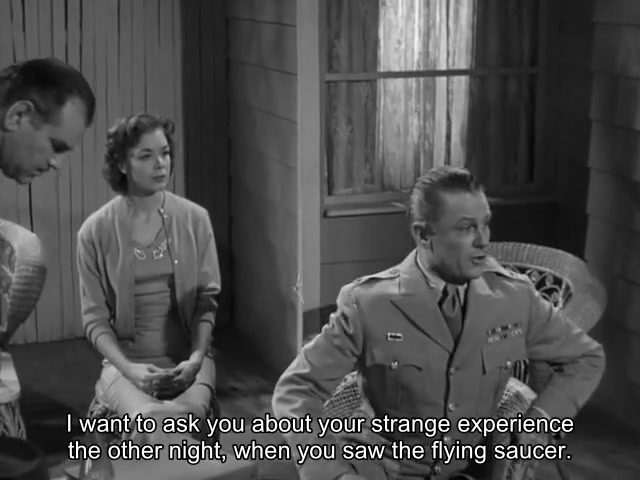 I want to ask you about your strange experience
the other night, when you saw the flying saucer.